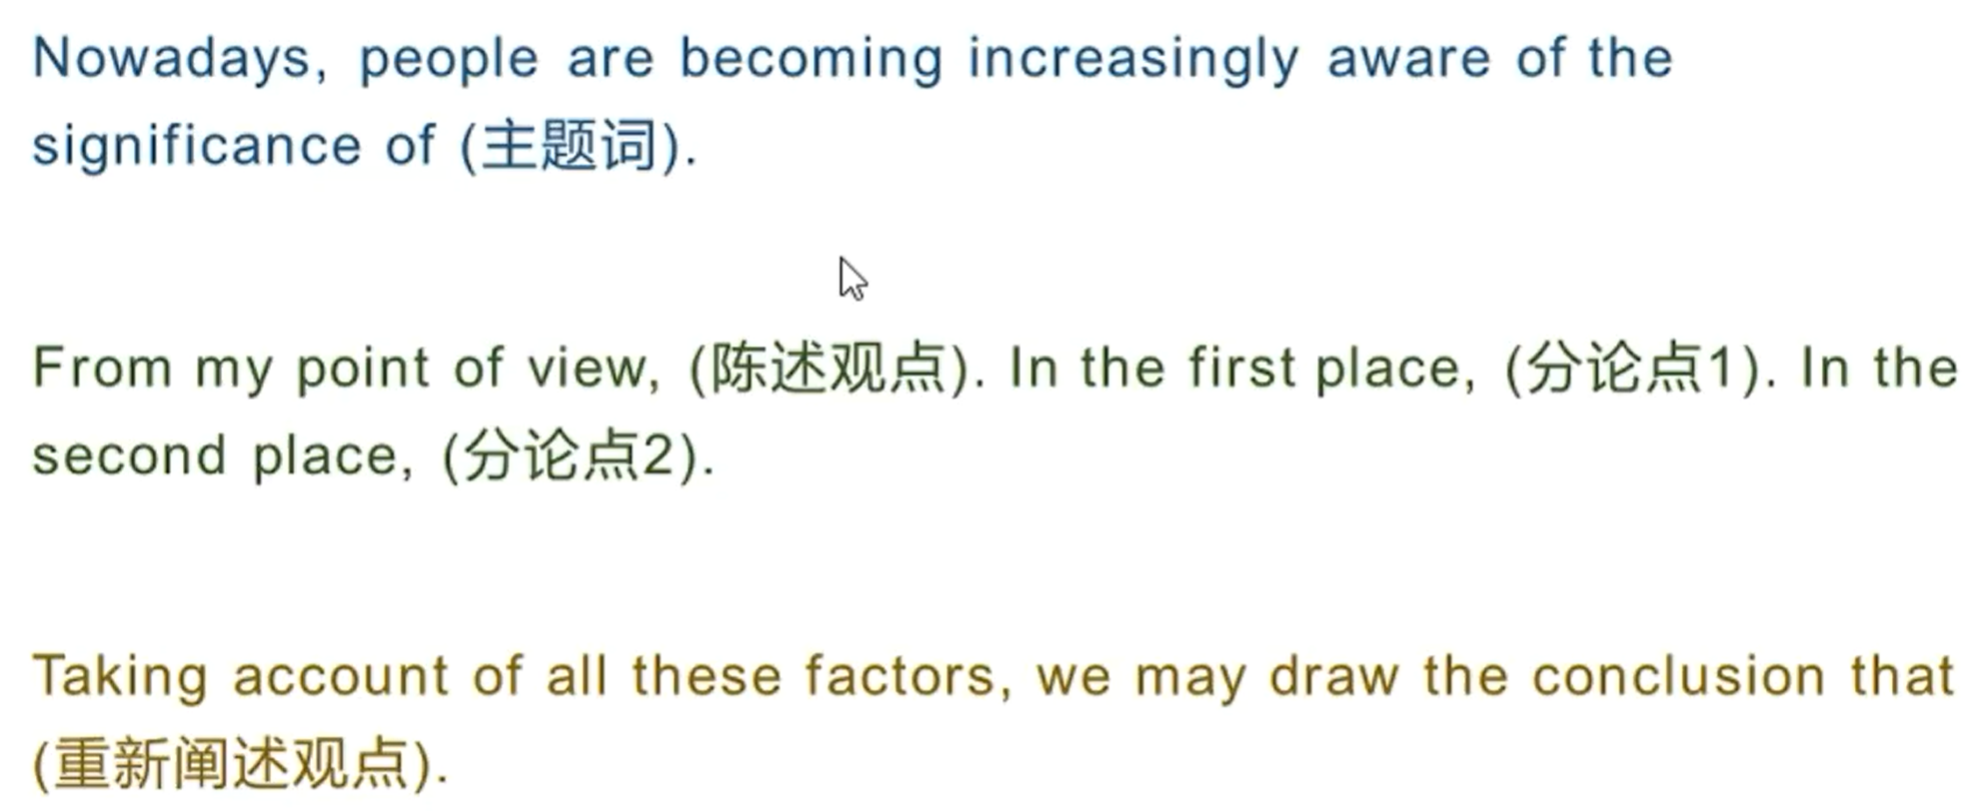 Nowadays, people are becoming increasingly aware of the
significance of (主题词).
From my point of view, (陈述观点). In the first place, (分论点1). In the
second place, (分论点2).
Taking account of all these factors, we may draw the conclusion that
(重新阐述观点).